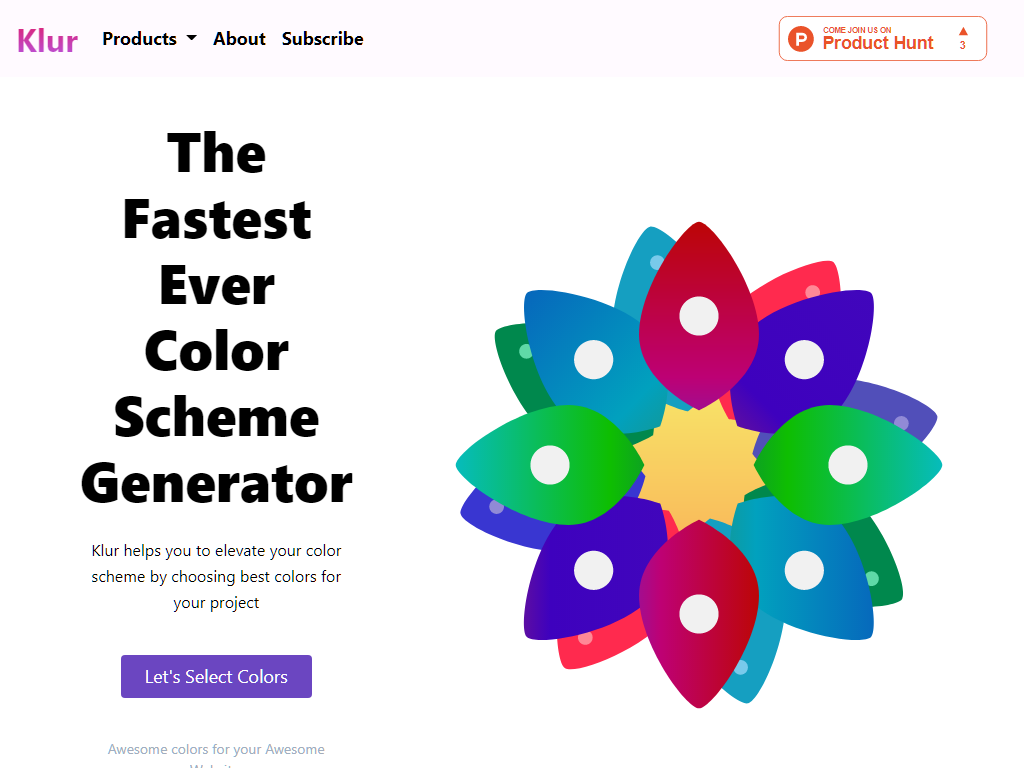 Klur
Products
About
Subscribe
COME JOIN US ON
Product Hunt
3
The
Fastest
Ever
Color
Scheme
Generator
Klur helps you to elevate your color
scheme by choosing best colors for
your project
Let's Select Colors
Awesome colors for your Awesome